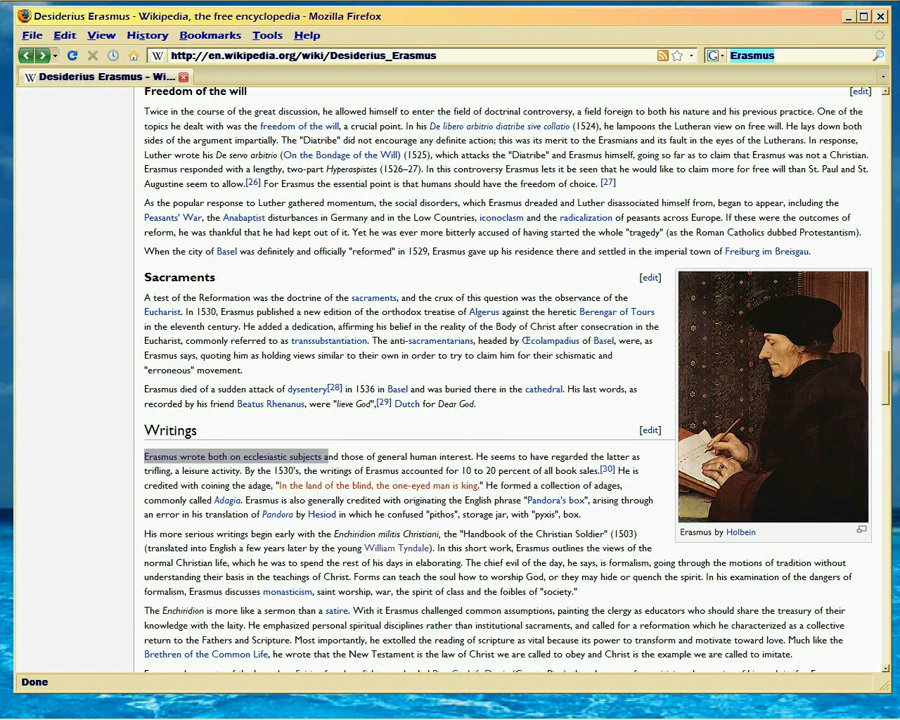 Desiderius Erasmus - Wikipedia, the free encyclopedia - Mozilla Firefox
File Edit View History Bookmarks Tools Help
W http://en.wikipedia.org/wiki/Desiderius_Erasmus G Erasmus
W Desiderius Erasmus - Wi...
Freedom of the will [edit]
Twice in the course of the great discussion, he allowed himself to enter the field of doctrinal controversy, a field foreign to both his nature and his previous practice. One of the
topics he dealt with was the freedom of the will, a crucial point. In his De libero arbitrio diatribe sive collatio (1524), he lampoons the Lutheran view on free will. He lays down both
sides of the argument impartially. The "Diatribe" did not encourage any definite action; this was its merit to the Erasmians and its fault in the eyes of the Lutherans. In response,
Luther wrote his De servo arbitrio (On the Bondage of the Will) (1525), which attacks the "Diatribe" and Erasmus himself, going so far as to claim that Erasmus was not a Christian.
Erasmus responded with a lengthy, two-part Hyperaspistes (1526–27). In this controversy Erasmus lets it be seen that he would like to claim more for free will than St. Paul and St.
Augustine seem to allow.[26] For Erasmus the essential point is that humans should have the freedom of choice. [27]
As the popular response to Luther gathered momentum, the social disorders, which Erasmus dreaded and Luther disassociated himself from, began to appear, including the
Peasants' War, the Anabaptist disturbances in Germany and in the Low Countries, iconoclasm and the radicalization of peasants across Europe. If these were the outcomes of
reform, he was thankful that he had kept out of it. Yet he was ever more bitterly accused of having started the whole "tragedy" (as the Roman Catholics dubbed Protestantism).
When the city of Basel was definitely and officially "reformed" in 1529, Erasmus gave up his residence there and settled in the imperial town of Freiburg im Breisgau.
Sacraments [edit]
A test of the Reformation was the doctrine of the sacraments, and the crux of this question was the observance of the
Eucharist. In 1530, Erasmus published a new edition of the orthodox treatise of Algerus against the heretic Berengar of Tours
in the eleventh century. He added a dedication, affirming his belief in the reality of the Body of Christ after consecration in the
Eucharist, commonly referred to as transsubstantiation. The anti-sacramentarians, headed by Œcolampadius of Basel, were, as
Erasmus says, quoting him as holding views similar to their own in order to try to claim him for their schismatic and
"erroneous" movement.
Erasmus died of a sudden attack of dysentery[28] in 1536 in Basel and was buried there in the cathedral. His last words, as
recorded by his friend Beatus Rhenanus, were "lieve God",[29] Dutch for Dear God.
Writings [edit]
Erasmus wrote both on ecclesiastic subjects and those of general human interest. He seems to have regarded the latter as
trifling, a leisure activity. By the 1530's, the writings of Erasmus accounted for 10 to 20 percent of all book sales.[30] He is
credited with coining the adage, "In the land of the blind, the one-eyed man is king." He formed a collection of adages,
commonly called Adagia. Erasmus is also generally credited with originating the English phrase "Pandora's box", arising through
an error in his translation of Pandora by Hesiod in which he confused "pithos", storage jar, with "pyxis", box.
Erasmus by Holbein
His more serious writings begin early with the Enchiridion militis Christiani, the "Handbook of the Christian Soldier" (1503)
(translated into English a few years later by the young William Tyndale). In this short work, Erasmus outlines the views of the
normal Christian life, which he was to spend the rest of his days in elaborating. The chief evil of the day, he says, is formalism, going through the motions of tradition without
understanding their basis in the teachings of Christ. Forms can teach the soul how to worship God, or they may hide or quench the spirit. In his examination of the dangers of
formalism, Erasmus discusses monasticism, saint worship, war, the spirit of class and the foibles of "society."
The Enchiridion is more like a sermon than a satire. With it Erasmus challenged common assumptions, painting the clergy as educators who should share the treasury of their
knowledge with the laity. He emphasized personal spiritual disciplines rather than institutional sacraments, and called for a reformation which he characterized as a collective
return to the Fathers and Scripture. Most importantly, he extolled the reading of scripture as vital because its power to transform and motivate toward love. Much like the
Brethren of the Common Life, he wrote that the New Testament is the law of Christ we are called to obey and Christ is the example we are called to imitate.
Done